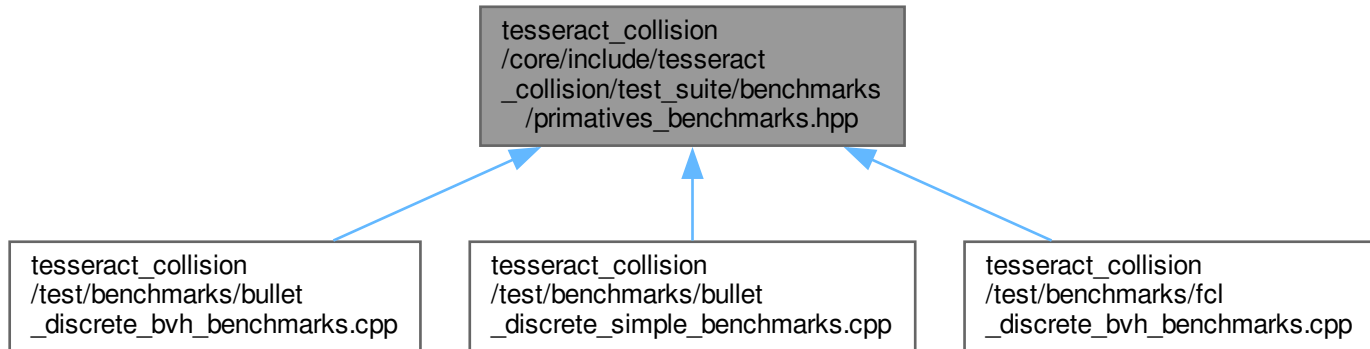 tesseract_collision
/core/include/tesseract
_collision/test_suite/benchmarks
/primatives_benchmarks.hpp
tesseract_collision
/test/benchmarks/bullet
_discrete_bvh_benchmarks.cpp
tesseract_collision
/test/benchmarks/bullet
_discrete_simple_benchmarks.cpp
tesseract_collision
/test/benchmarks/fcl
_discrete_bvh_benchmarks.cpp